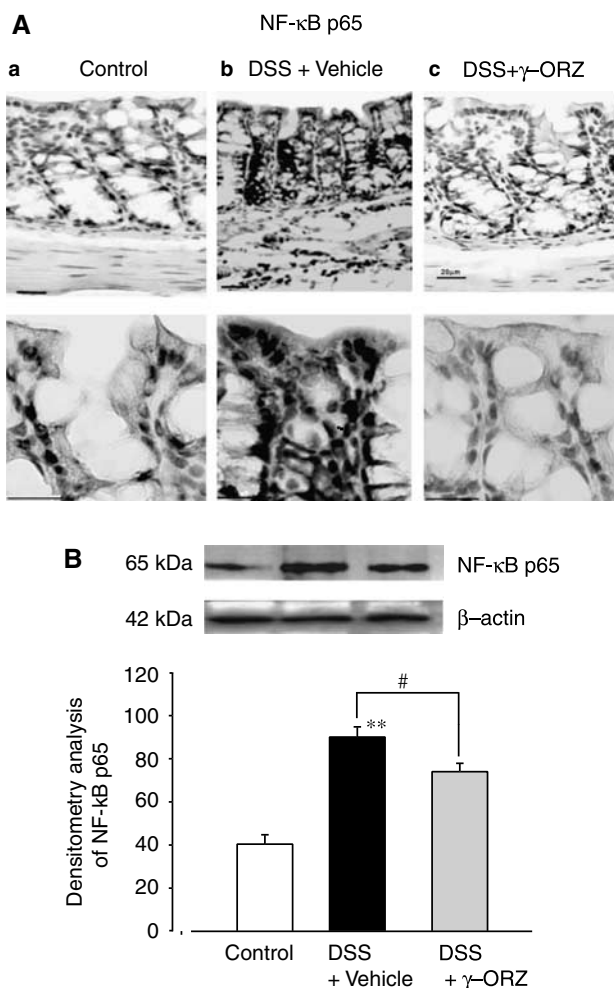 A
NF-κB p65
a Control
b DSS + Vehicle
c DSS+γ–ORZ
20μm
B
65 kDa
NF-κB p65
42 kDa
β–actin
Densitometry analysis
of NF-kB p65
120
100
80
60
40
20
0
#
**
Control
DSS
+ Vehicle
DSS
+ γ–ORZ